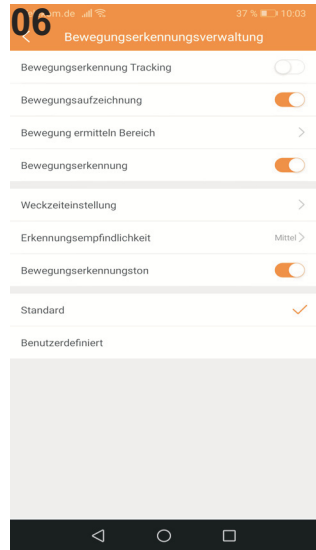 06
m.de 37 % 10:03
Bewegungserkennungsverwaltung
Bewegungserkennung Tracking
Bewegungsaufzeichnung
Bewegung ermitteln Bereich
Bewegungserkennung
Weckzeiteinstellung
Erkennungsempfindlichkeit Mittel
Bewegungserkennungston
Standard
Benutzerdefiniert